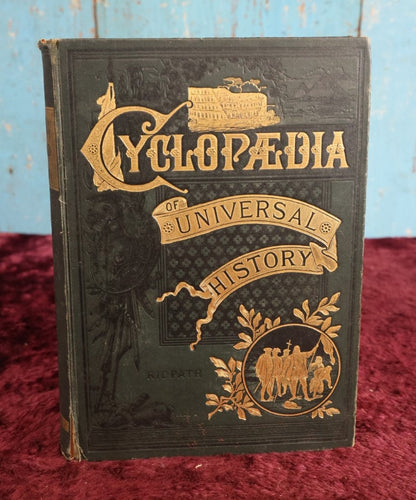 CYCLOPÆDIA
OF UNIVERSAL
HISTORY
RIDPATH